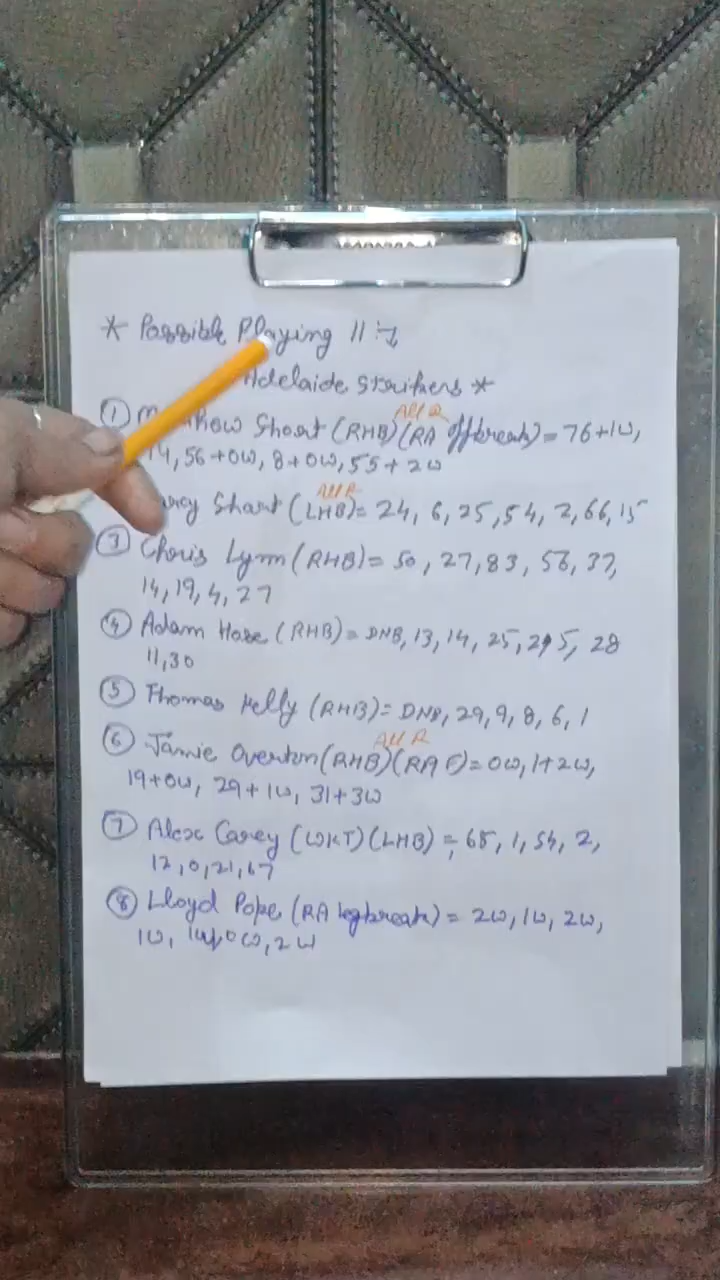 * Possible Playing 11 :-
Adelaide Strikers *
① Short (RHB) (RA Offbreak) = 76+1w,
All R
14, 56+0w, 8+0w, 55+2w
Short (LHB) = 24, 6, 25, 54, 2, 66, 15
All R
③ Chris Lynn (RHB) = 50, 27, 83, 56, 37,
14, 19, 4, 27
④ Adam Hose (RHB) = DNB, 13, 14, 25, 28
11, 30
⑤ Thomas Kelly (RHB) = DNB, 29, 9, 8, 6, 1
⑥ Jamie Overton (RHB) (RA F) = 0w, 1+2w,
All R
19+0w, 29+1w, 31+3w
⑦ Alex Carey (WKT) (LHB) = 65, 1, 54, 2,
12, 0, 21, 67
⑧ Lloyd Pope (RA legbreak) = 2w, 1w, 2w,
1w, 0w, 2w